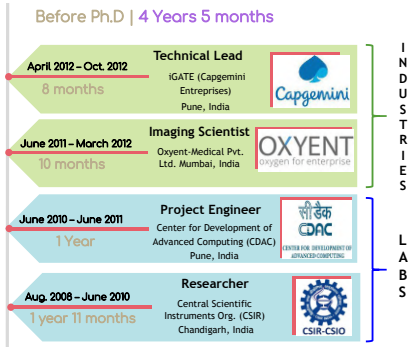 Before Ph.D | 4 Years 5 months
April 2012 – Oct. 2012
8 months
Technical Lead
iGATE (Capgemini
Entreprises)
Pune, India
Capgemini
June 2011 – March 2012
10 months
Imaging Scientist
Oxyent-Medical Pvt.
Ltd. Mumbai, India
OXYENT
oxygen for enterprise
INDUSTRIES
June 2010 – June 2011
1 Year
Project Engineer
Center for Development of
Advanced Computing (CDAC)
Pune, India
सी डैक
CDAC
CENTRE FOR DEVELOPMENT OF
ADVANCED COMPUTING
Aug. 2008 – June 2010
1 year 11 months
Researcher
Central Scientific
Instruments Org. (CSIR)
Chandigarh, India
CSIR-CSIO
LABS